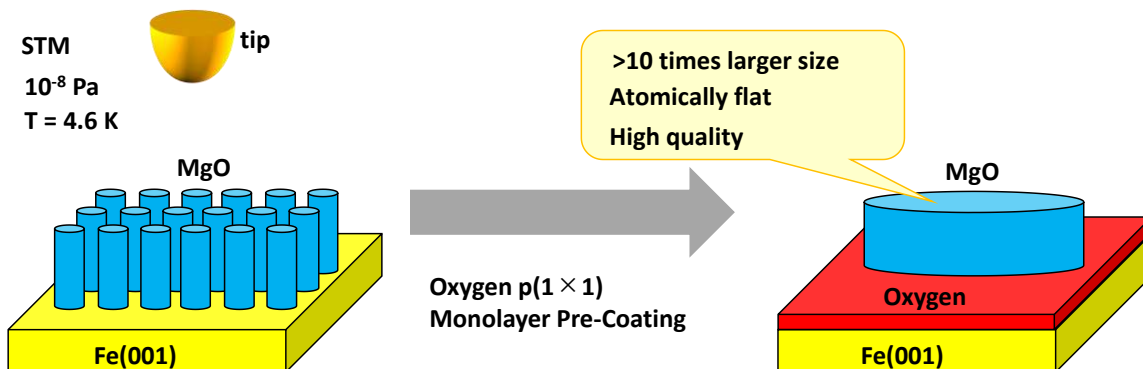 STM
tip
10⁻⁸ Pa
T = 4.6 K
MgO
Fe(001)
Oxygen p(1×1)
Monolayer Pre-Coating
>10 times larger size
Atomically flat
High quality
MgO
Oxygen
Fe(001)